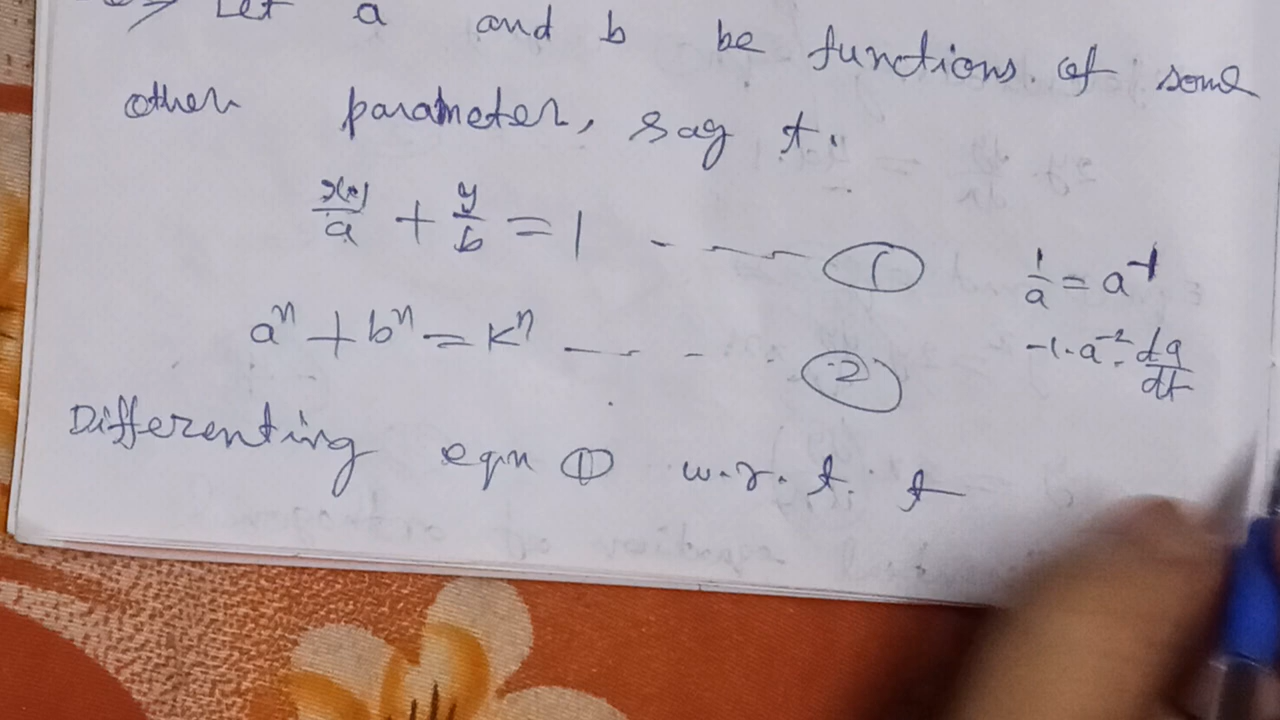 Let a and b be functions of some
other parameter, say t.
x/a + y/b = 1 - - - - ①
1/a = a^-1
a^n + b^n = k^n - - - . ②
-1·a^-2 · da/dt
Differenting eqn ① w.r.t. t